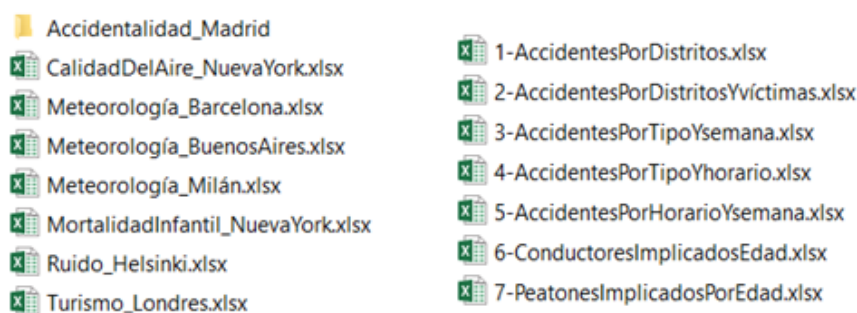 Accidentalidad_Madrid
CalidadDelAire_NuevaYork.xlsx
Meteorología_Barcelona.xlsx
Meteorología_BuenosAires.xlsx
Meteorología_Milán.xlsx
MortalidadInfantil_NuevaYork.xlsx
Ruido_Helsinki.xlsx
Turismo_Londres.xlsx
1-AccidentesPorDistritos.xlsx
2-AccidentesPorDistritosYvíctimas.xlsx
3-AccidentesPorTipoYsemana.xlsx
4-AccidentesPorTipoYhorario.xlsx
5-AccidentesPorHorarioYsemana.xlsx
6-ConductoresImplicadosEdad.xlsx
7-PeatonesImplicadosPorEdad.xlsx